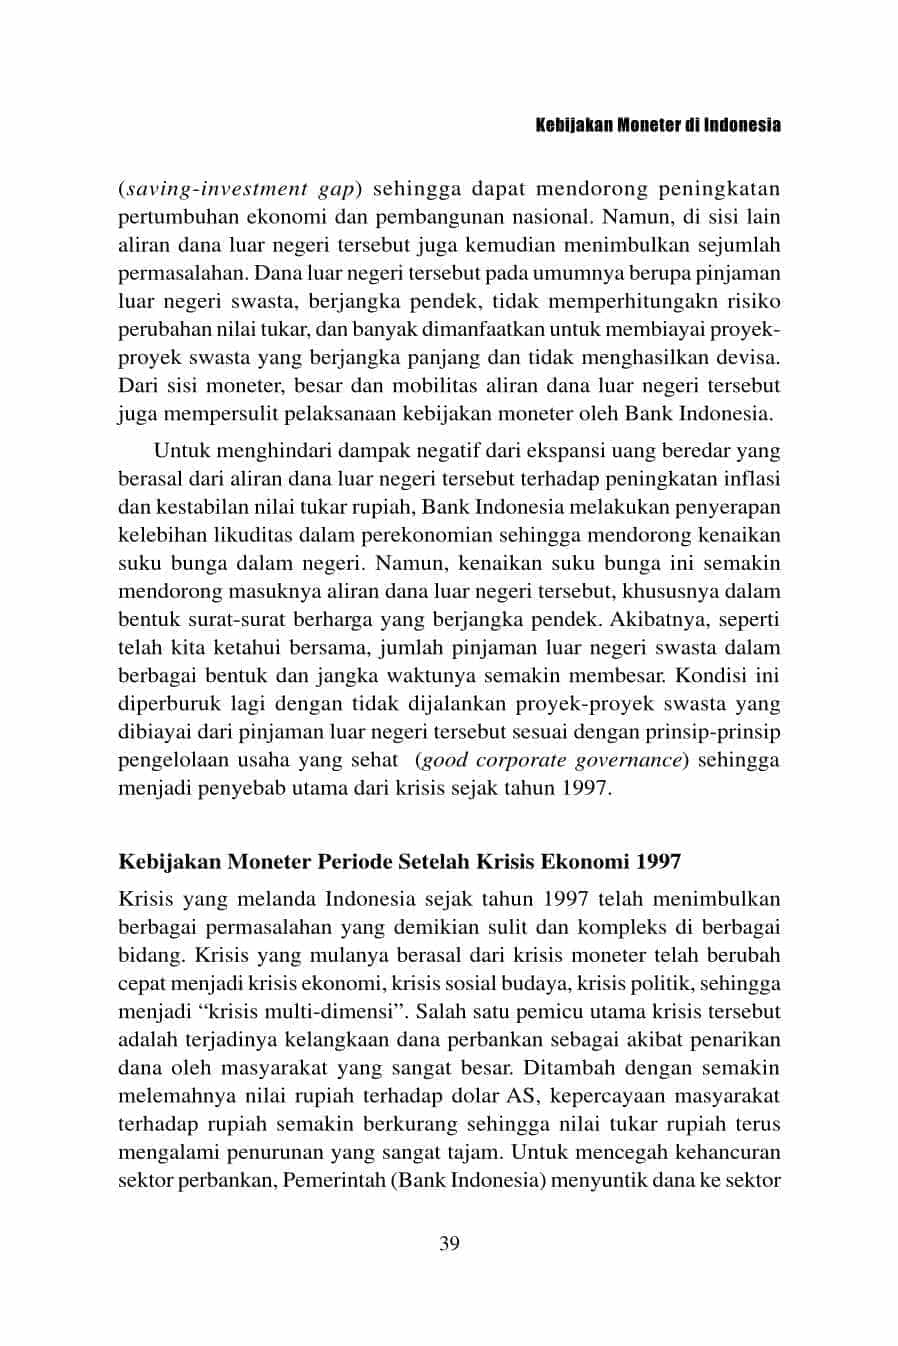 Kebijakan Moneter di Indonesia
(saving-investment gap) sehingga dapat mendorong peningkatan
pertumbuhan ekonomi dan pembangunan nasional. Namun, di sisi lain
aliran dana luar negeri tersebut juga kemudian menimbulkan sejumlah
permasalahan. Dana luar negeri tersebut pada umumnya berupa pinjaman
luar negeri swasta, berjangka pendek, tidak memperhitungakn risiko
perubahan nilai tukar, dan banyak dimanfaatkan untuk membiayai proyek-
proyek swasta yang berjangka panjang dan tidak menghasilkan devisa.
Dari sisi moneter, besar dan mobilitas aliran dana luar negeri tersebut
juga mempersulit pelaksanaan kebijakan moneter oleh Bank Indonesia.
Untuk menghindari dampak negatif dari ekspansi uang beredar yang
berasal dari aliran dana luar negeri tersebut terhadap peningkatan inflasi
dan kestabilan nilai tukar rupiah, Bank Indonesia melakukan penyerapan
kelebihan likuditas dalam perekonomian sehingga mendorong kenaikan
suku bunga dalam negeri. Namun, kenaikan suku bunga ini semakin
mendorong masuknya aliran dana luar negeri tersebut, khususnya dalam
bentuk surat-surat berharga yang berjangka pendek. Akibatnya, seperti
telah kita ketahui bersama, jumlah pinjaman luar negeri swasta dalam
berbagai bentuk dan jangka waktunya semakin membesar. Kondisi ini
diperburuk lagi dengan tidak dijalankan proyek-proyek swasta yang
dibiayai dari pinjaman luar negeri tersebut sesuai dengan prinsip-prinsip
pengelolaan usaha yang sehat (good corporate governance) sehingga
menjadi penyebab utama dari krisis sejak tahun 1997.
Kebijakan Moneter Periode Setelah Krisis Ekonomi 1997
Krisis yang melanda Indonesia sejak tahun 1997 telah menimbulkan
berbagai permasalahan yang demikian sulit dan kompleks di berbagai
bidang. Krisis yang mulanya berasal dari krisis moneter telah berubah
cepat menjadi krisis ekonomi, krisis sosial budaya, krisis politik, sehingga
menjadi “krisis multi-dimensi”. Salah satu pemicu utama krisis tersebut
adalah terjadinya kelangkaan dana perbankan sebagai akibat penarikan
dana oleh masyarakat yang sangat besar. Ditambah dengan semakin
melemahnya nilai rupiah terhadap dolar AS, kepercayaan masyarakat
terhadap rupiah semakin berkurang sehingga nilai tukar rupiah terus
mengalami penurunan yang sangat tajam. Untuk mencegah kehancuran
sektor perbankan, Pemerintah (Bank Indonesia) menyuntik dana ke sektor
39